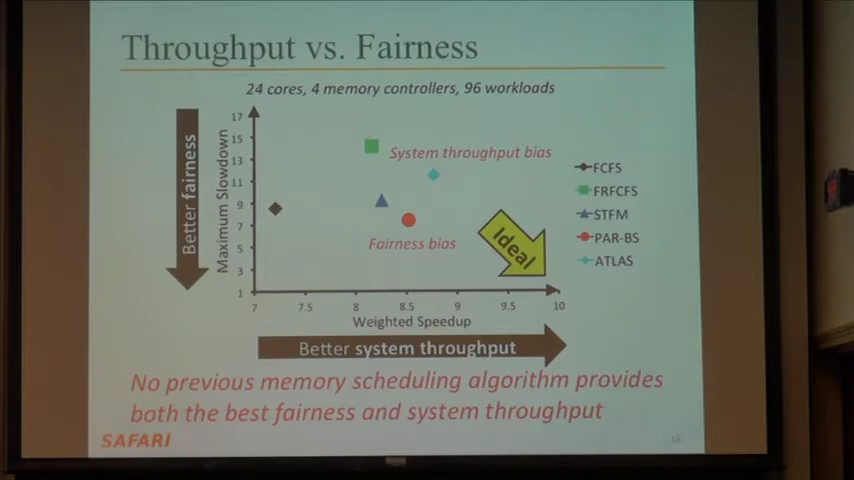 Throughput vs. Fairness
24 cores, 4 memory controllers, 96 workloads
Better fairness
Maximum Slowdown
17
15
13
11
9
7
5
3
1
System throughput bias
Fairness bias
Ideal
FCFS
FRFCFS
STFM
PAR-BS
ATLAS
7 7.5 8 8.5 9 9.5 10
Weighted Speedup
Better system throughput
No previous memory scheduling algorithm provides
both the best fairness and system throughput
SAFARI